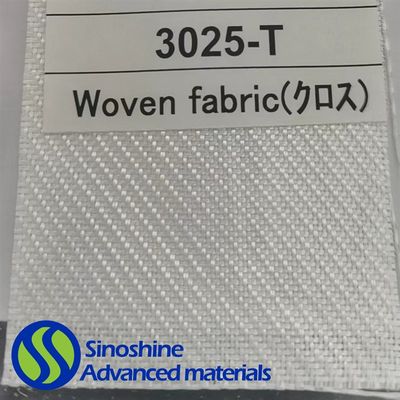 3025-T
Woven fabric(クロス)
Sinoshine
Advanced materials